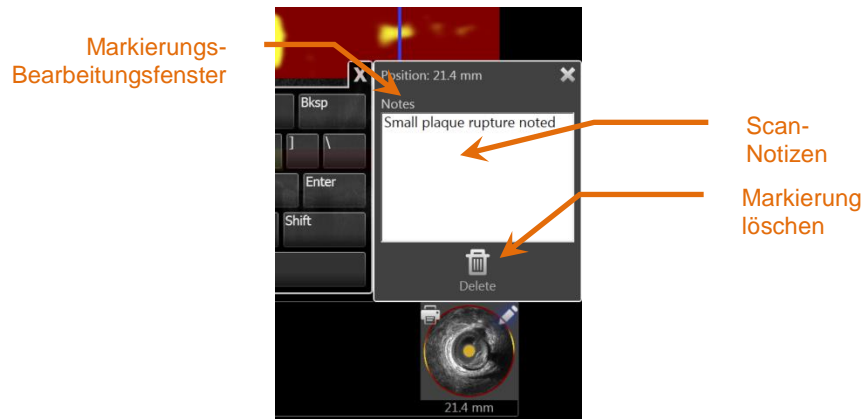 Markierungs-
Bearbeitungsfenster
X
Position: 21.4 mm
Bksp
Notes
Small plaque rupture noted
] \
Enter
Shift
Scan-
Notizen
Markierung
löschen
Delete
21.4 mm